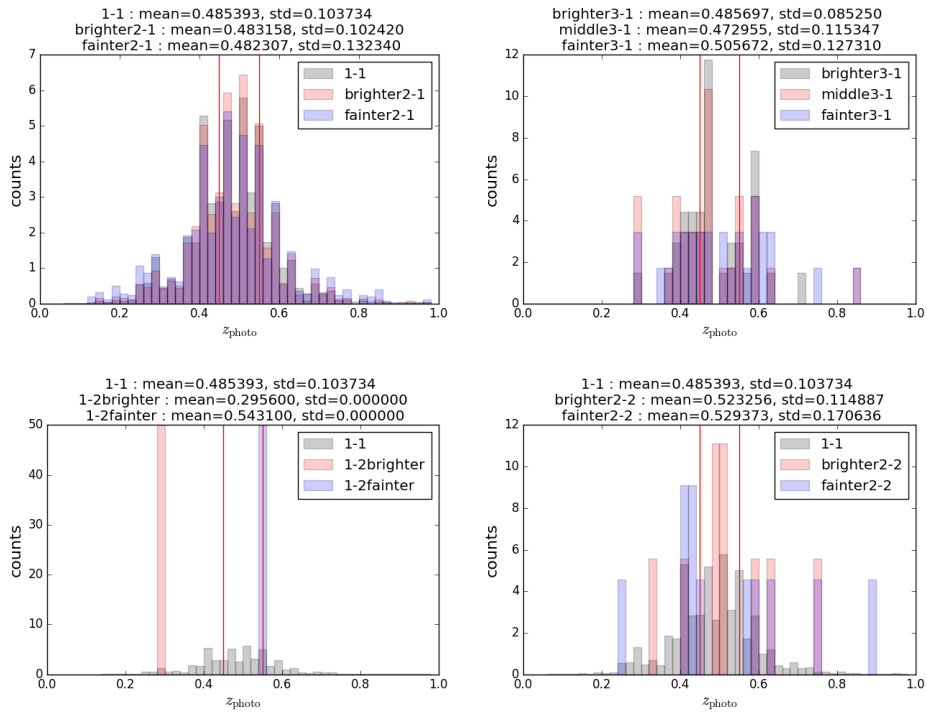 1-1 : mean=0.485393, std=0.103734
brighter2-1 : mean=0.483158, std=0.102420
fainter2-1 : mean=0.482307, std=0.132340
7
6
5
4
3
2
1
0
counts
1-1
brighter2-1
fainter2-1
0.0 0.2 0.4 0.6 0.8 1.0
z_photo
brighter3-1 : mean=0.485697, std=0.085250
middle3-1 : mean=0.472955, std=0.115347
fainter3-1 : mean=0.505672, std=0.127310
12
10
8
6
4
2
0
counts
brighter3-1
middle3-1
fainter3-1
0.0 0.2 0.4 0.6 0.8 1.0
z_photo
1-1 : mean=0.485393, std=0.103734
1-2brighter : mean=0.295600, std=0.000000
1-2fainter : mean=0.543100, std=0.000000
50
40
30
20
10
0
counts
1-1
1-2brighter
1-2fainter
0.0 0.2 0.4 0.6 0.8 1.0
z_photo
1-1 : mean=0.485393, std=0.103734
brighter2-2 : mean=0.523256, std=0.114887
fainter2-2 : mean=0.529373, std=0.170636
12
10
8
6
4
2
0
counts
1-1
brighter2-2
fainter2-2
0.0 0.2 0.4 0.6 0.8 1.0
z_photo